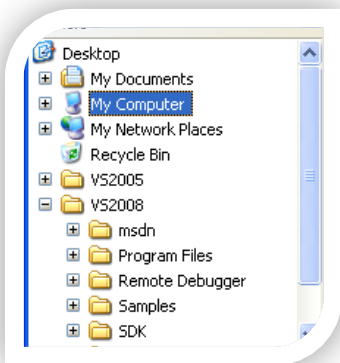 Desktop
My Documents
My Computer
My Network Places
Recycle Bin
VS2005
VS2008
msdn
Program Files
Remote Debugger
Samples
SDK